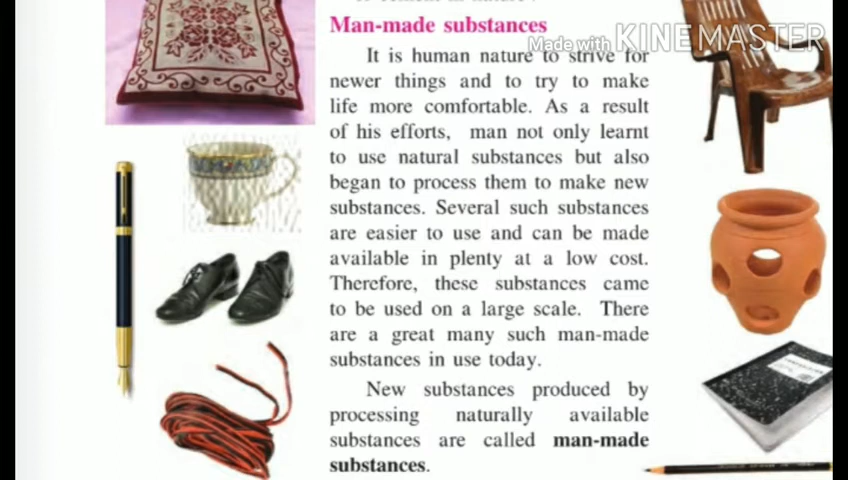 Man-made substances
Made with KINEMASTER
It is human nature to strive for
newer things and to try to make
life more comfortable. As a result
of his efforts, man not only learnt
to use natural substances but also
began to process them to make new
substances. Several such substances
are easier to use and can be made
available in plenty at a low cost.
Therefore, these substances came
to be used on a large scale. There
are a great many such man-made
substances in use today.
New substances produced by
processing naturally available
substances are called man-made
substances.